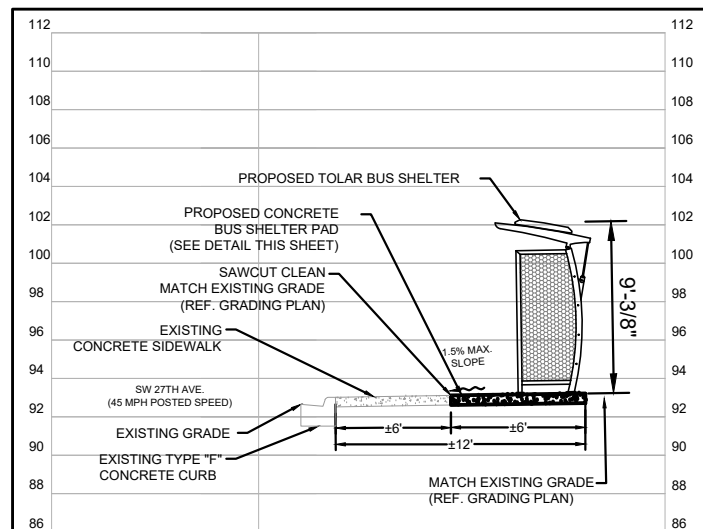 112
110
108
106
104
102
100
98
96
94
92
90
88
86
112
110
108
106
104
102
100
98
96
94
92
90
88
86
PROPOSED TOLAR BUS SHELTER
PROPOSED CONCRETE
BUS SHELTER PAD
(SEE DETAIL THIS SHEET)
SAWCUT CLEAN
MATCH EXISTING GRADE
(REF. GRADING PLAN)
EXISTING
CONCRETE SIDEWALK
1.5% MAX.
SLOPE
9'-3/8"
SW 27TH AVE.
(45 MPH POSTED SPEED)
EXISTING GRADE
EXISTING TYPE "F"
CONCRETE CURB
±6'
±6'
±12'
MATCH EXISTING GRADE
(REF. GRADING PLAN)